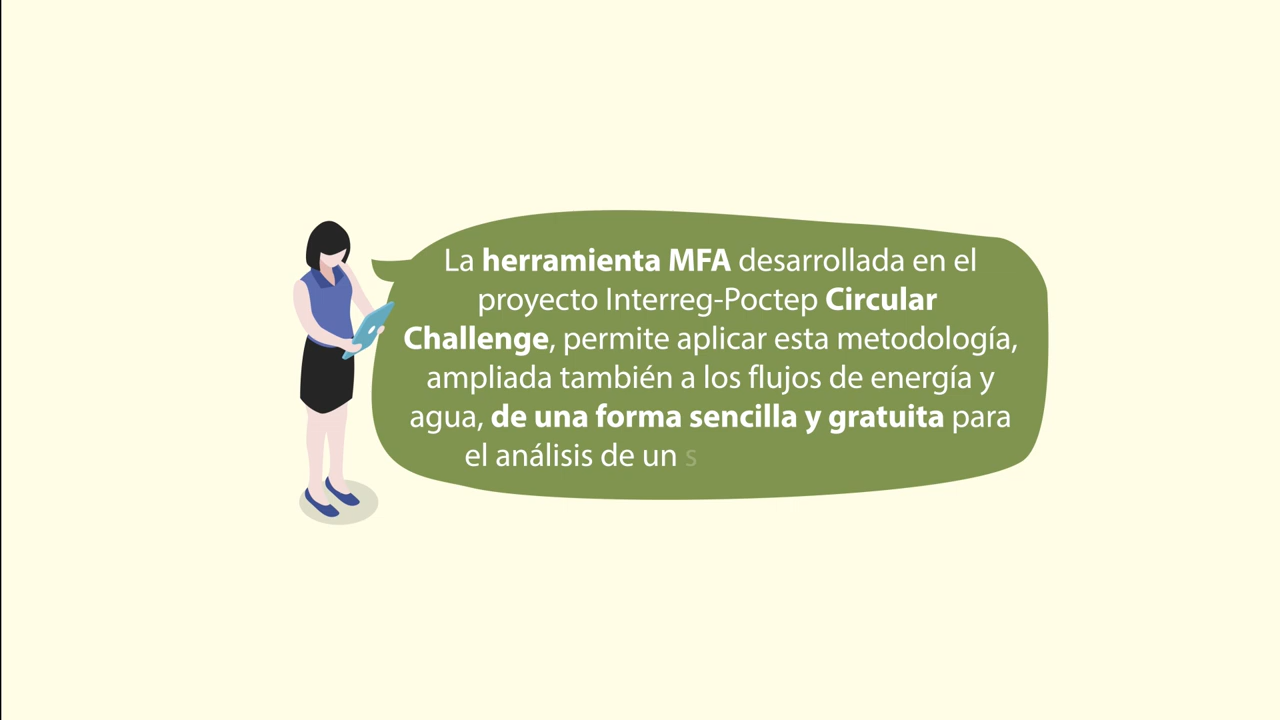 La herramienta MFA desarrollada en el
proyecto Interreg-Poctep Circular
Challenge, permite aplicar esta metodología,
ampliada también a los flujos de energía y
agua, de una forma sencilla y gratuita para
el análisis de un s